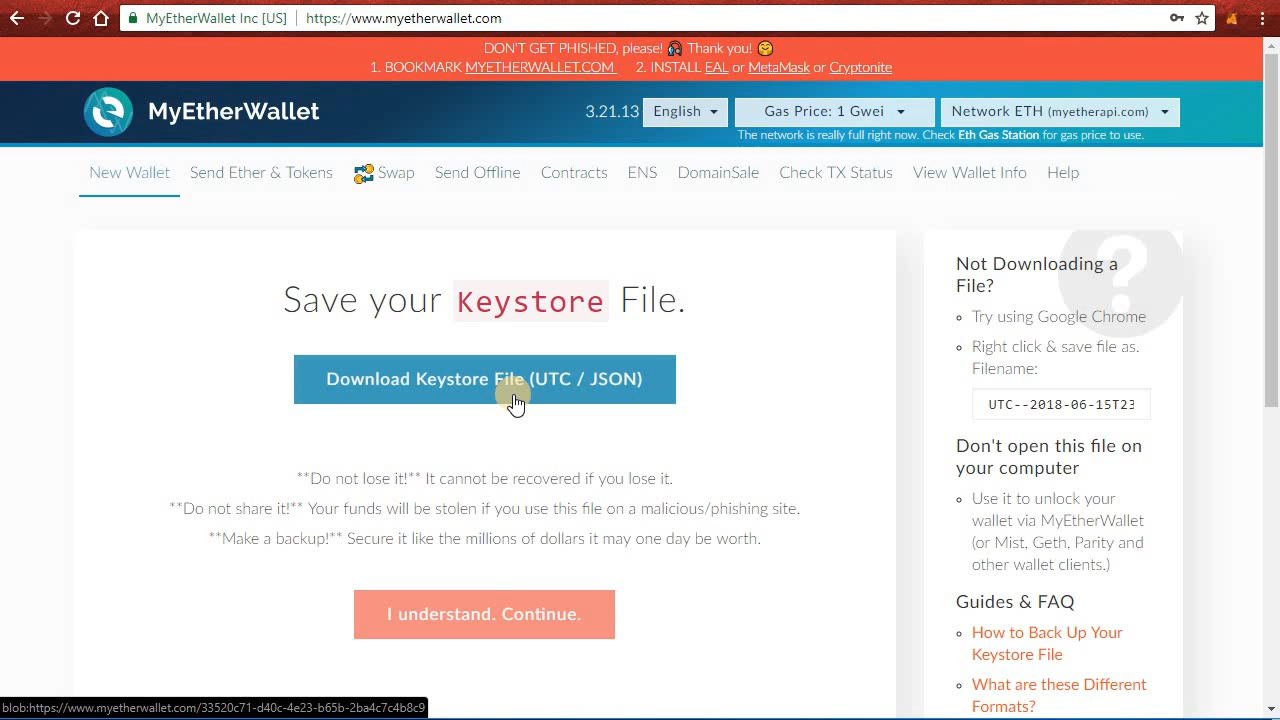 MyEtherWallet Inc [US] https://www.myetherwallet.com
DON'T GET PHISHED, please! Thank you!
1. BOOKMARK MYETHERWALLET.COM 2. INSTALL EAL or MetaMask or Cryptonite
MyEtherWallet
3.21.13 English Gas Price: 1 Gwei Network ETH (myetherapi.com)
The network is really full right now. Check Eth Gas Station for gas price to use.
New Wallet Send Ether & Tokens Swap Send Offline Contracts ENS DomainSale Check TX Status View Wallet Info Help
Save your Keystore File.
Download Keystore File (UTC / JSON)
**Do not lose it!** It cannot be recovered if you lose it.
**Do not share it!** Your funds will be stolen if you use this file on a malicious/phishing site.
**Make a backup!** Secure it like the millions of dollars it may one day be worth.
I understand. Continue.
Not Downloading a
File?
Try using Google Chrome
Right click & save file as.
Filename:
UTC--2018-06-15T23
Don't open this file on
your computer
Use it to unlock your
wallet via MyEtherWallet
(or Mist, Geth, Parity and
other wallet clients.)
Guides & FAQ
How to Back Up Your
Keystore File
What are these Different
Formats?
blob:https://www.myetherwallet.com/33520c71-d40c-4e23-b65b-2ba4c7c4b8c9